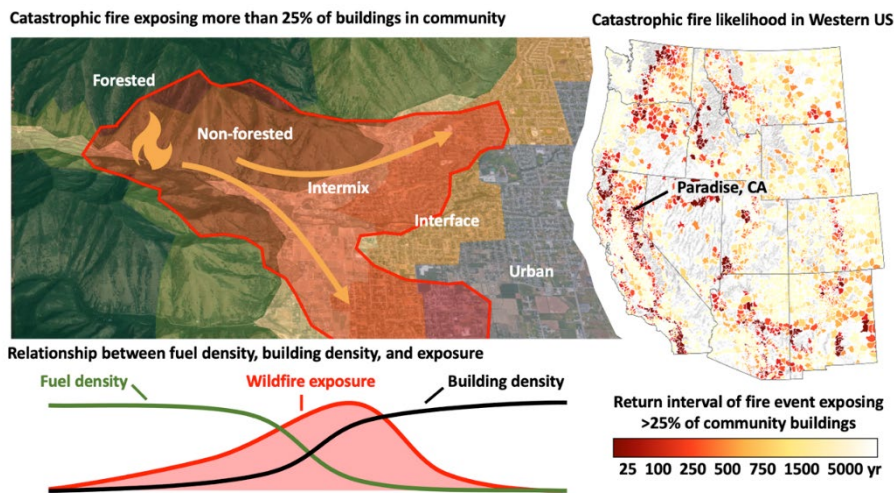 Catastrophic fire exposing more than 25% of buildings in community
Forested
Non-forested
Intermix
Interface
Urban
Catastrophic fire likelihood in Western US
Paradise, CA
Relationship between fuel density, building density, and exposure
Fuel density
Wildfire exposure
Building density
Return interval of fire event exposing
>25% of community buildings
25 100 250 500 750 1500 5000 yr